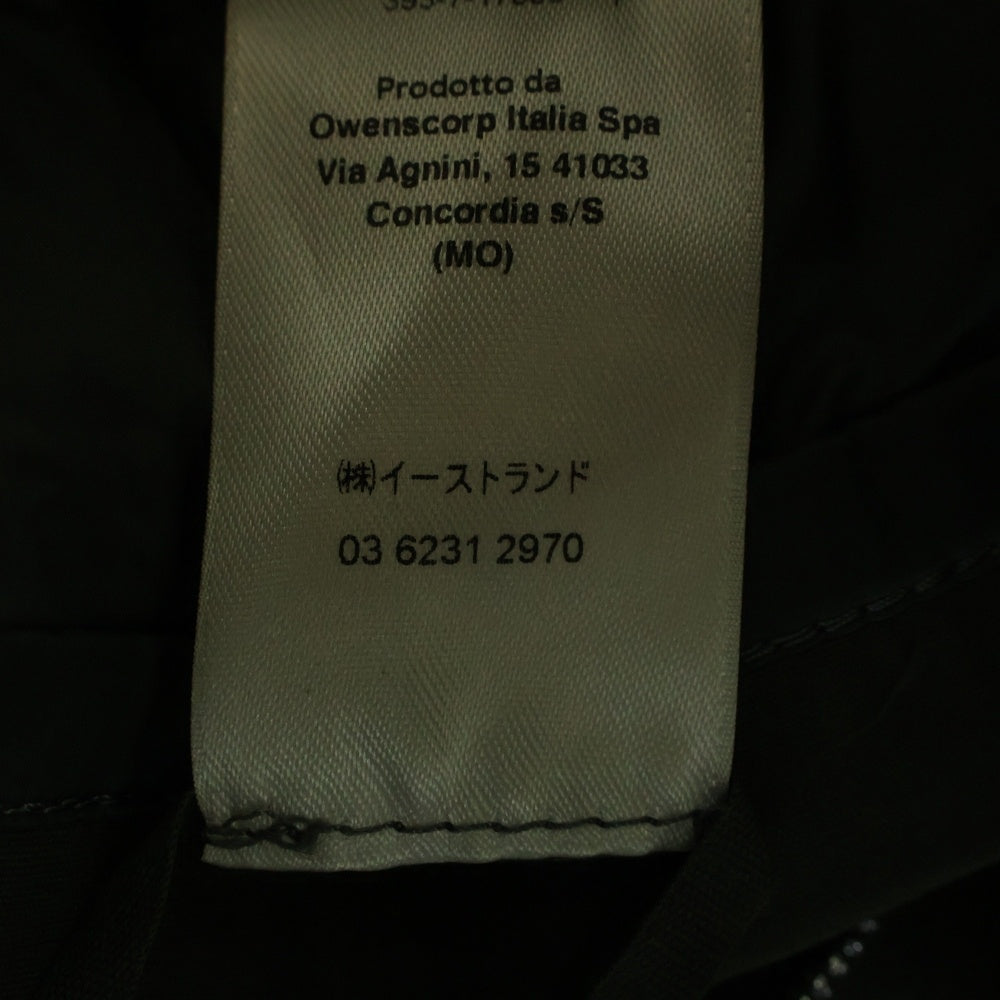 Prodotto da
Owenscorp Italia Spa
Via Agnini, 15 41033
Concordia s/S
(MO)
㈱イーストランド
03 6231 2970